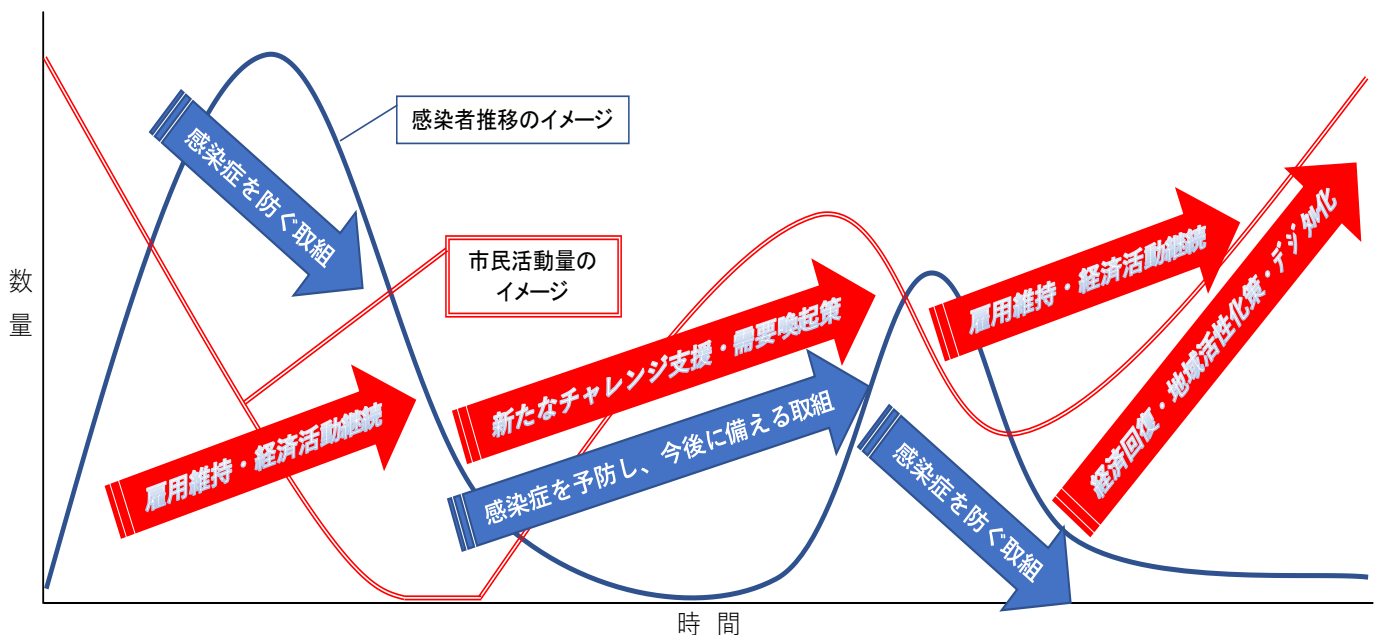 感染者推移のイメージ
感染症を防ぐ取組
市民活動量の
イメージ
数
量
雇用維持・経済活動継続
新たなチャレンジ支援・需要喚起策
感染症を予防し、今後に備える取組
雇用維持・経済活動継続
感染症を防ぐ取組
経済回復・地域活性化策・デジタル化
時 間